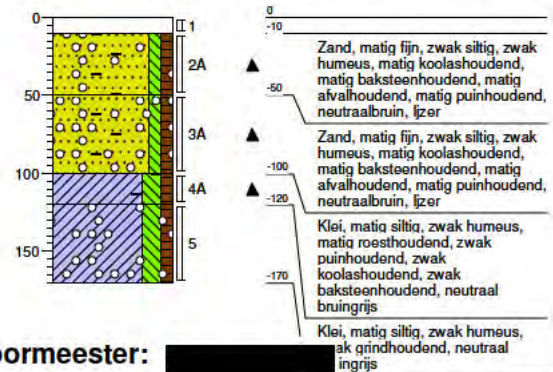 0
1
2A
50
3A
100
4A
5
150
0
-10
Zand, matig fijn, zwak siltig, zwak
humeus, matig koolashoudend,
matig baksteenhoudend, matig
afvalhoudend, matig puinhoudend,
neutraalbruin, Ijzer
-50
Zand, matig fijn, zwak siltig, zwak
humeus, matig koolashoudend,
matig baksteenhoudend, matig
afvalhoudend, matig puinhoudend,
neutraalbruin, Ijzer
-100
Klei, matig siltig, zwak humeus,
matig roesthoudend, zwak
puinhoudend, zwak
koolashoudend, zwak
baksteenhoudend, neutraal
bruingrijs
-120
Klei, matig siltig, zwak humeus,
grindhoudend, neutraal
-170
ormeester: